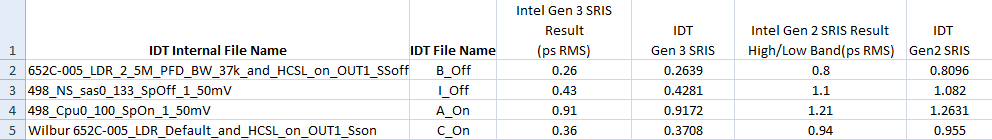 Intel Gen 3 SRIS Result (ps RMS) IDT Gen 3 SRIS Intel Gen 2 SRIS Result High/Low Band(ps RMS) IDT Gen2 SRIS
1 IDT Internal File Name IDT File Name
2 652C-005_LDR_2_5M_PFD_BW_37k_and_HCSL_on_OUT1_SSoff B_Off 0.26 0.2639 0.8 0.8096
3 498_NS_sas0_133_SpOff_1_50mV I_Off 0.43 0.4281 1.1 1.082
4 498_Cpu0_100_SpOn_1_50mV A_On 0.91 0.9172 1.21 1.2631
5 Wilbur 652C-005_LDR_Default_and_HCSL_on_OUT1_Sson C_On 0.36 0.3708 0.94 0.955